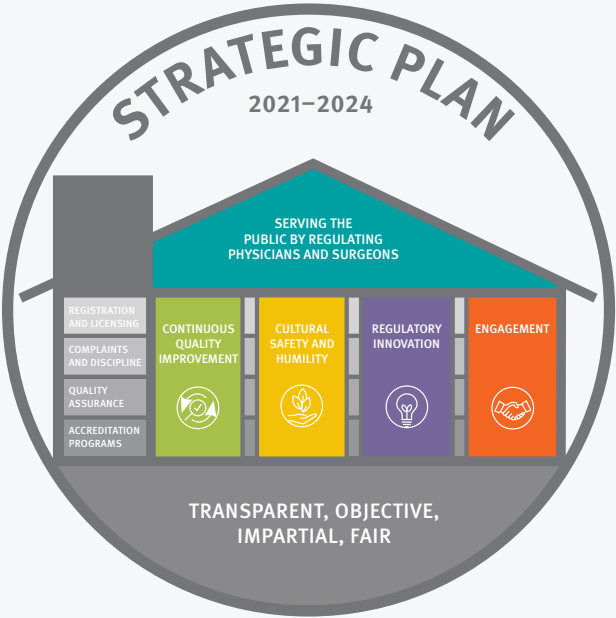 STRATEGIC PLAN
2021–2024
SERVING THE
PUBLIC BY REGULATING
PHYSICIANS AND SURGEONS
REGISTRATION
AND LICENSING
COMPLAINTS
AND DISCIPLINE
QUALITY
ASSURANCE
ACCREDITATION
PROGRAMS
CONTINUOUS
QUALITY
IMPROVEMENT
CULTURAL
SAFETY AND
HUMILITY
REGULATORY
INNOVATION
ENGAGEMENT
TRANSPARENT, OBJECTIVE,
IMPARTIAL, FAIR